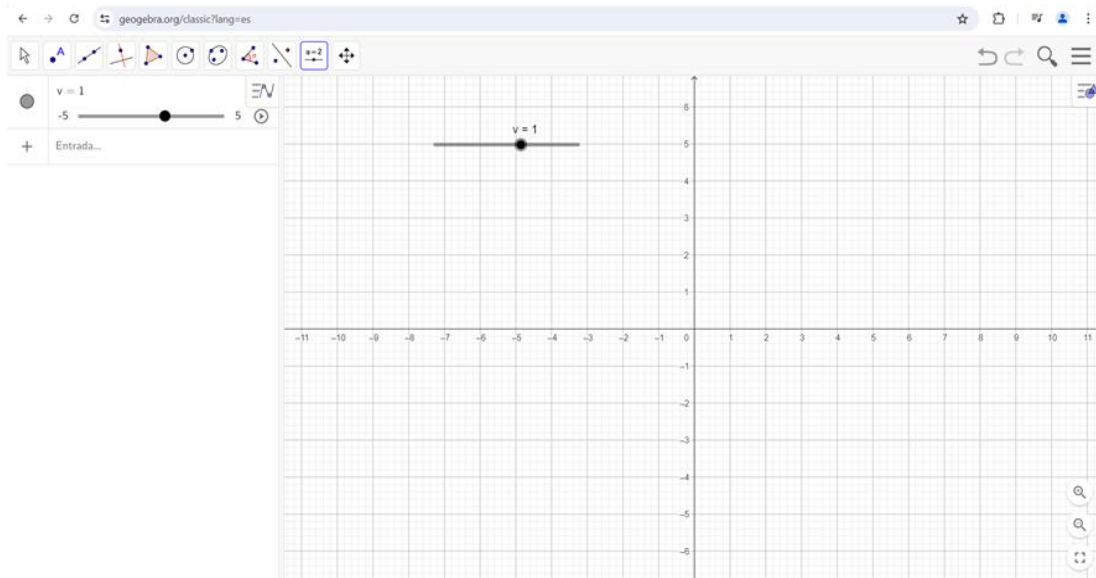 geogebra.org/classic?lang=es
A
a=2
v = 1
-5
5
Entrada...
v = 1
6
5
4
3
2
1
−11 −10 −9 −8 −7 −6 −5 −4 −3 −2 −1 0 1 2 3 4 5 6 7 8 9 10 11
−1
−2
−3
−4
−5
−6